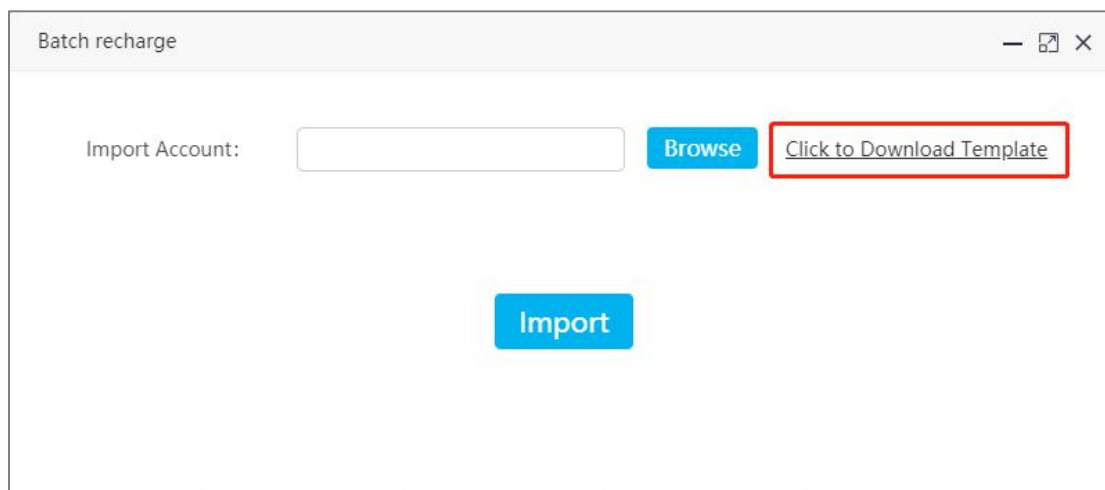 Batch recharge
Import Account: Browse Click to Download Template
Import